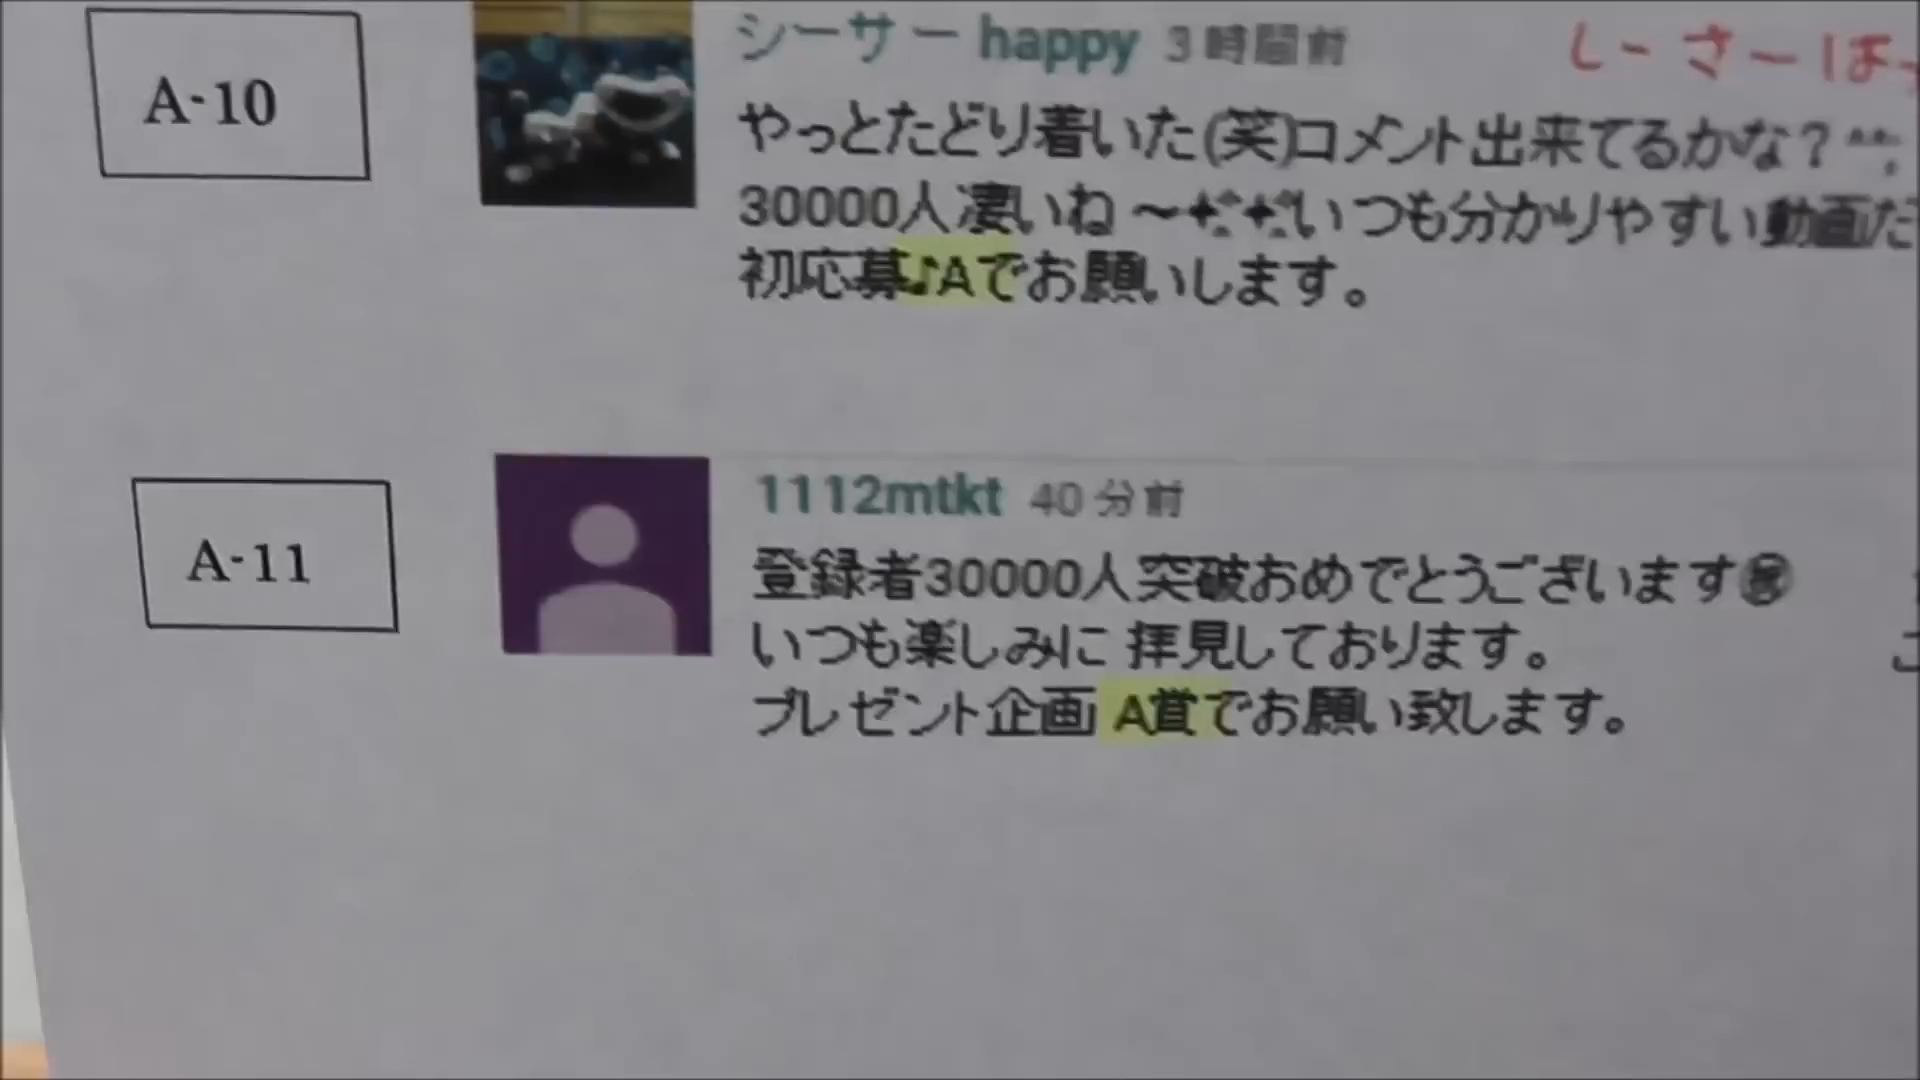 A-10
シーサー happy 3 時間前
しーさーはっ
やっとたどり着いた(笑)コメント出来てるかな？^^;
30000人凄いね～いつも分かりやすい動画だ
初応募♪Aでお願いします。
A-11
1112mtkt 40 分前
登録者30000人突破おめでとうございます
いつも楽しみに 拝見しております。
プレゼント企画 A賞でお願い致します。